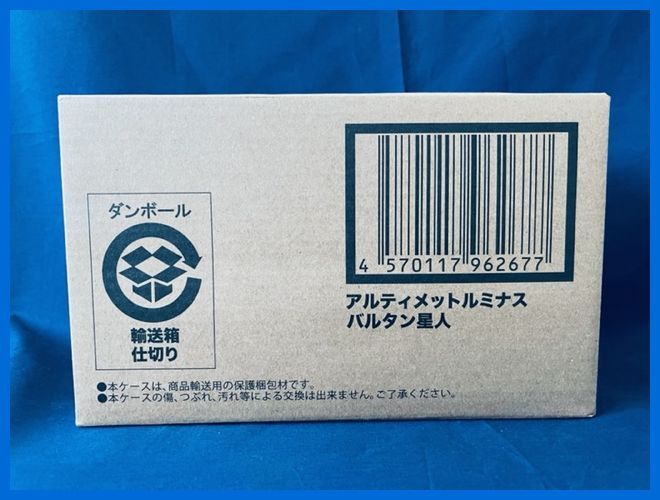 ダンボール
輸送箱
仕切り
4 570117 962677
アルティメットルミナス
バルタン星人
●本ケースは、商品輸送用の保護梱包材です。
●本ケースの傷、つぶれ、汚れ等による交換は出来ません。ご了承ください。